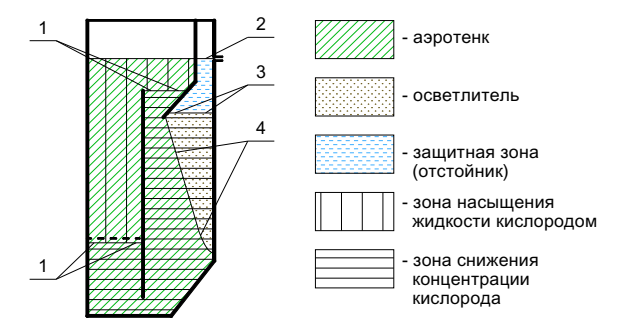 1
2
3
4
1
- аэротенк
- осветлитель
- защитная зона
(отстойник)
- зона насыщения
жидкости кислородом
- зона снижения
концентрации
кислорода